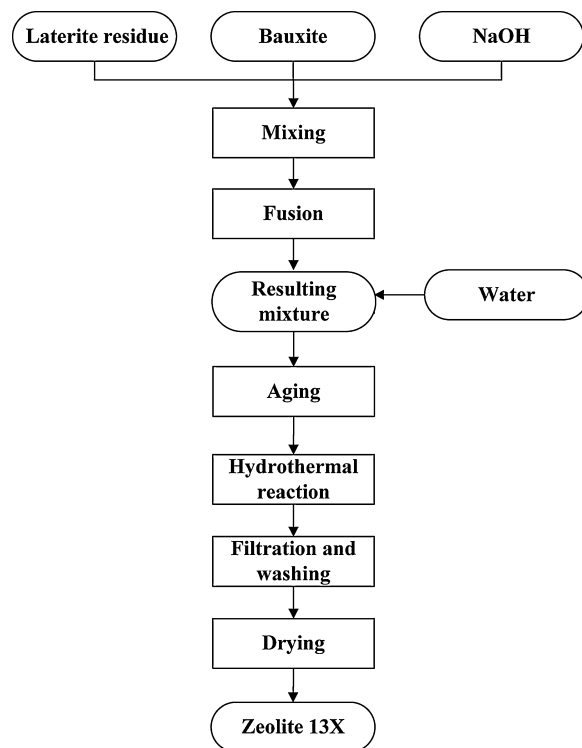 Laterite residue
Bauxite
NaOH
Mixing
Fusion
Resulting
mixture
Water
Aging
Hydrothermal
reaction
Filtration and
washing
Drying
Zeolite 13X